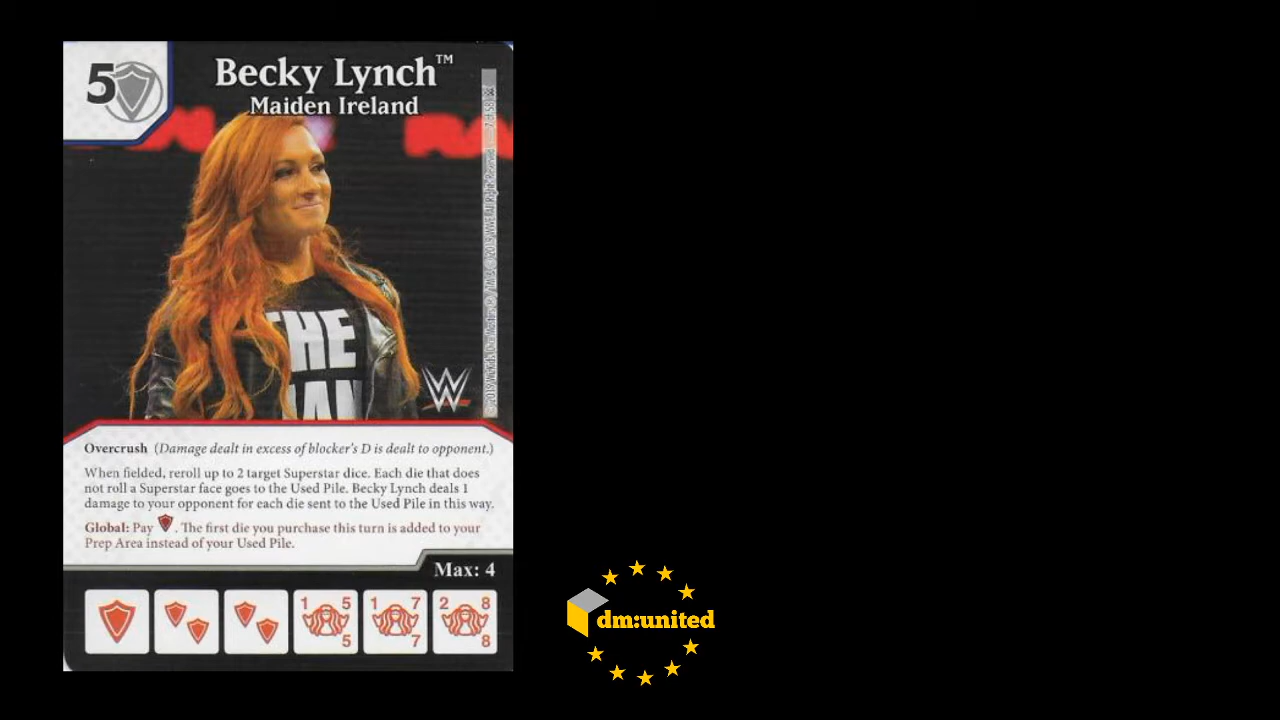 5
Becky Lynch™
Maiden Ireland
THE
W
Overcrush (Damage dealt in excess of blocker's D is dealt to opponent.)
When fielded, reroll up to 2 target Superstar dice. Each die that does
not roll a Superstar face goes to the Used Pile. Becky Lynch deals 1
damage to your opponent for each die sent to the Used Pile in this way.
Global: Pay . The first die you purchase this turn is added to your
Prep Area instead of your Used Pile.
Max: 4
1 5
5
1 7
7
2 8
8
dm:united